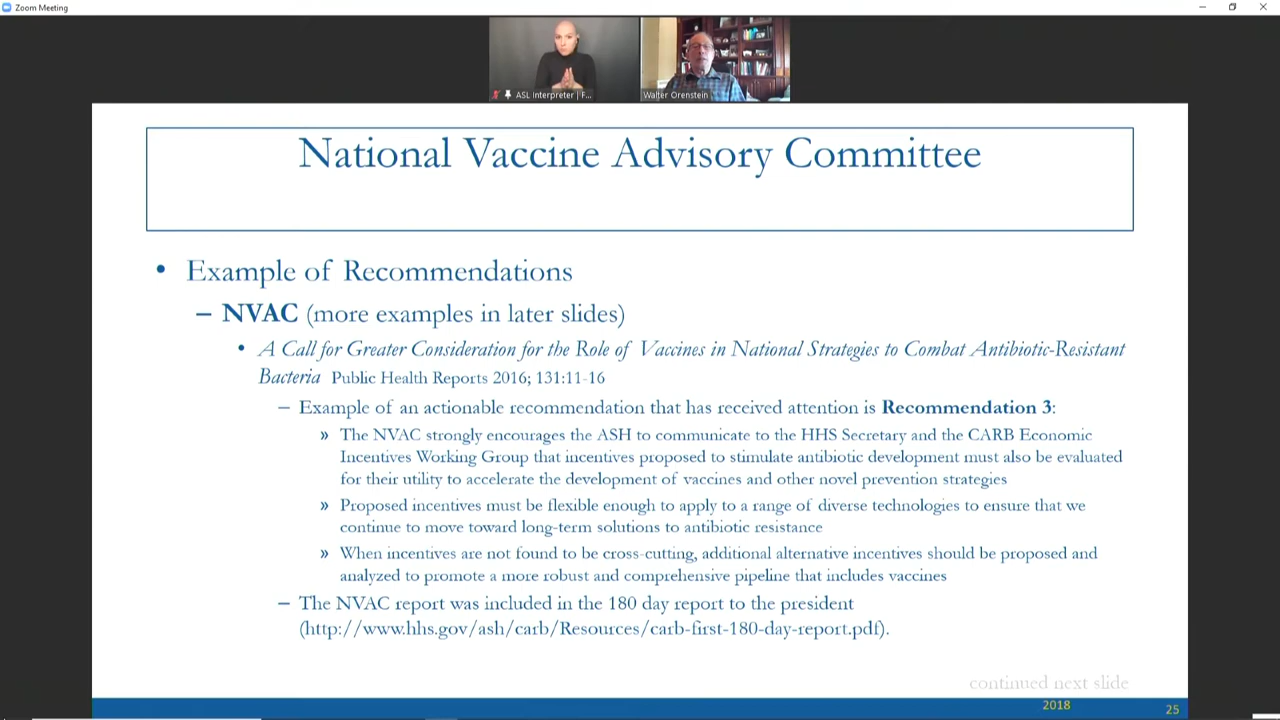 Zoom Meeting
ASL Interpreter | F...
Walter Orenstein
National Vaccine Advisory Committee
• Example of Recommendations
– NVAC (more examples in later slides)
• A Call for Greater Consideration for the Role of Vaccines in National Strategies to Combat Antibiotic-Resistant
Bacteria Public Health Reports 2016; 131:11-16
– Example of an actionable recommendation that has received attention is Recommendation 3:
» The NVAC strongly encourages the ASH to communicate to the HHS Secretary and the CARB Economic
Incentives Working Group that incentives proposed to stimulate antibiotic development must also be evaluated
for their utility to accelerate the development of vaccines and other novel prevention strategies
» Proposed incentives must be flexible enough to apply to a range of diverse technologies to ensure that we
continue to move toward long-term solutions to antibiotic resistance
» When incentives are not found to be cross-cutting, additional alternative incentives should be proposed and
analyzed to promote a more robust and comprehensive pipeline that includes vaccines
– The NVAC report was included in the 180 day report to the president
(http://www.hhs.gov/ash/carb/Resources/carb-first-180-day-report.pdf).
continued next slide
2018
25